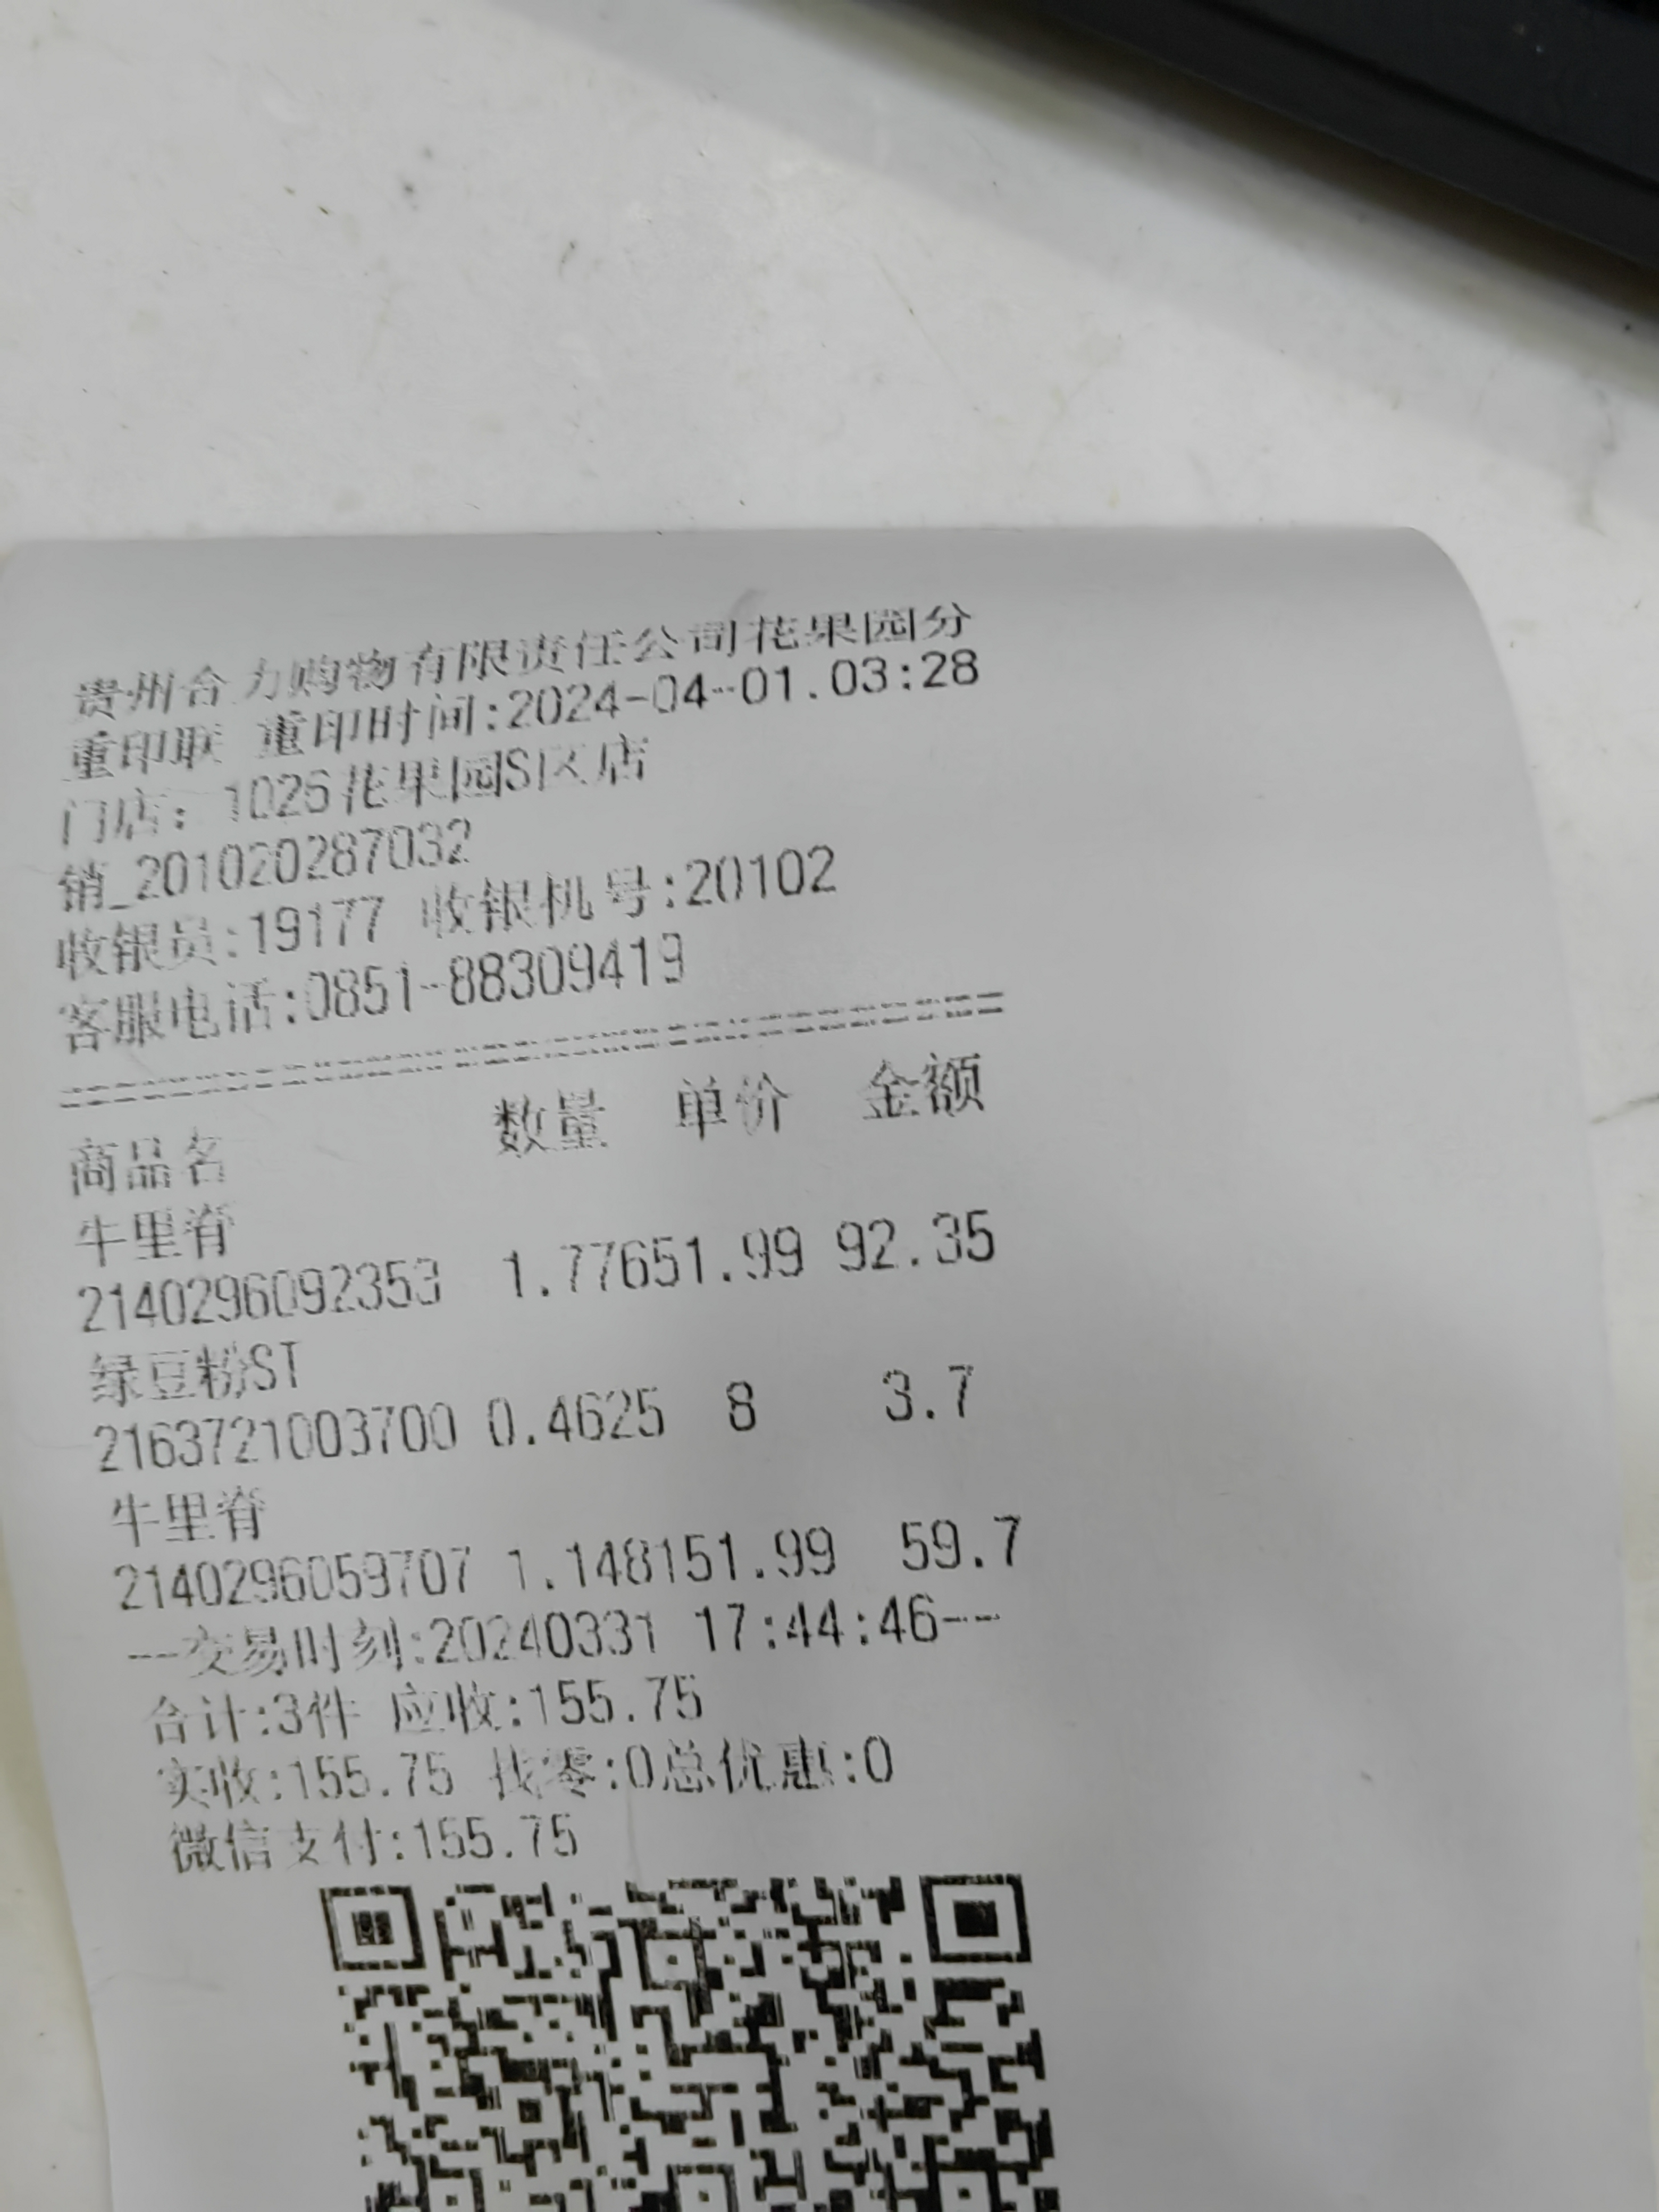 贵州合力购物有限责任公司花果园分
重印联 重印时间:2024-04-01.03:28
门店: 1026花果园S区店
销_201020287032
收银员:19177 收银机号:20102
客服电话:0851-88309419
商品名 数量 单价 金额
牛里脊
2140296092353 1.77651.99 92.35
绿豆粉ST
2163721003700 0.4625 8 3.7
牛里脊
2140296059707 1.148151.99 59.7
---交易时刻:20240331 17:44:46---
合计:3件 应收:155.75
实收:155.75 找零:0总优惠:0
微信支付:155.75